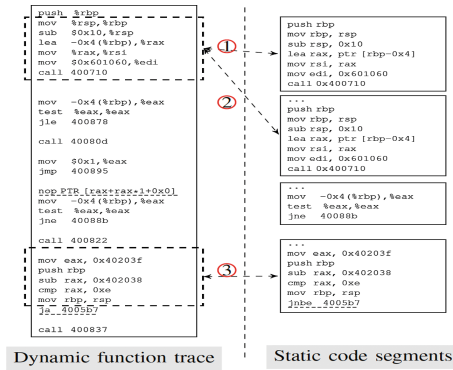 push %rbp
mov %rsp,%rbp
sub $0x10,%rsp
lea -0x4(%rbp),%rax
mov %rax,%rsi
mov $0x601060,%edi
call 400710
mov -0x4(%rbp),%eax
test %eax,%eax
jle 400878
call 40080d
mov $0x1,%eax
jmp 400895
nop PTR [rax+rax*1+0x0]
mov -0x4(%rbp),%eax
test %eax,%eax
jne 40088b
call 400822
mov eax, 0x40203f
push rbp
sub rax, 0x402038
cmp rax, 0xe
mov rbp, rsp
ja 4005b7
call 400837
Dynamic function trace
1
2
3
push rbp
mov rbp, rsp
sub rsp, 0x10
lea rax, ptr [rbp-0x4]
mov rsi, rax
mov edi, 0x601060
call 0x400710
...
push rbp
mov rbp, rsp
sub rsp, 0x10
lea rax, ptr [rbp-0x4]
mov rsi, rax
mov edi, 0x601060
call 0x400710
...
mov -0x4(%rbp),%eax
test %eax,%eax
jne 40088b
...
mov eax, 0x40203f
push rbp
sub rax, 0x402038
cmp rax, 0xe
mov rbp, rsp
jnbe 4005b7
Static code segments